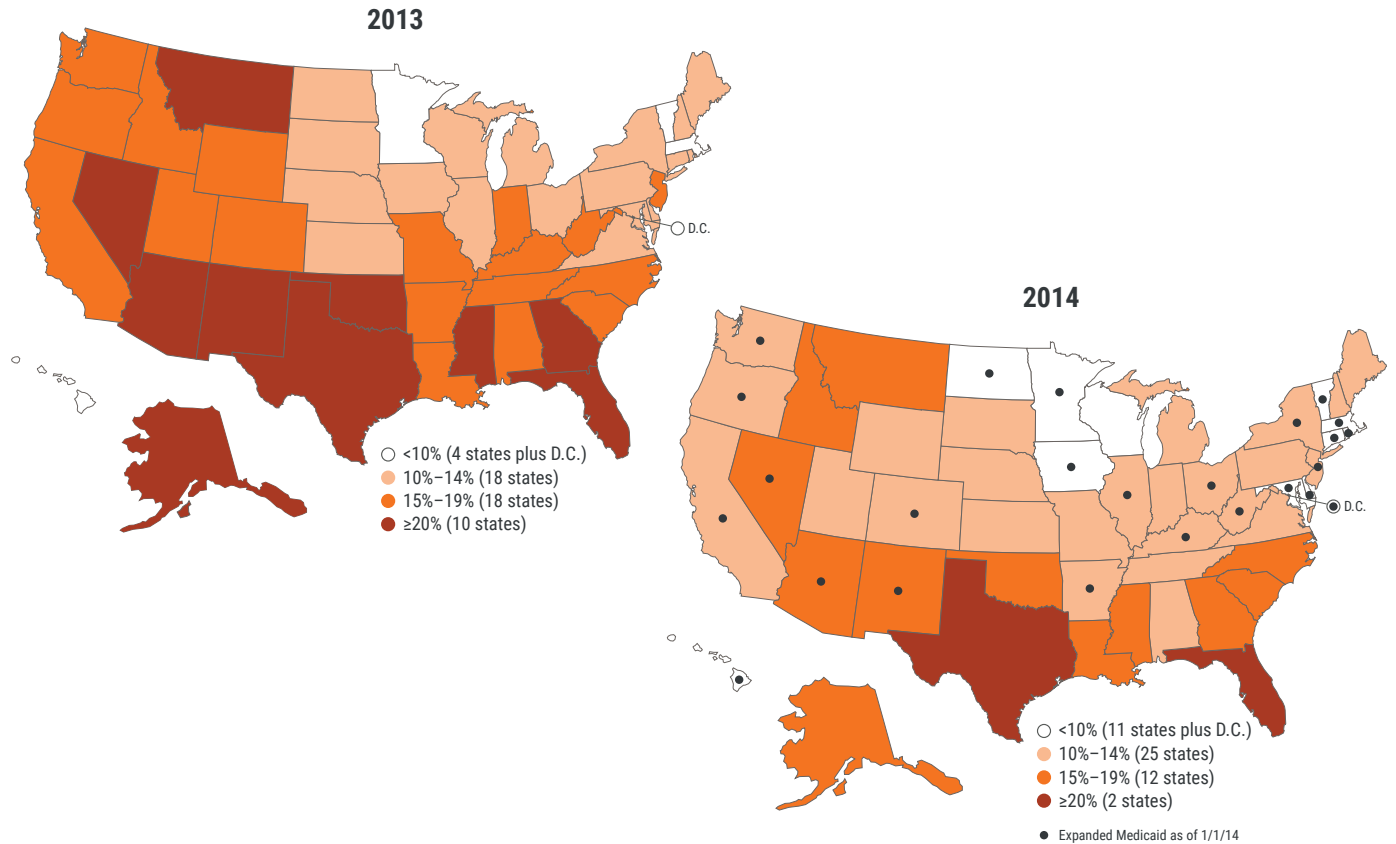 2013
D.C.
<10% (4 states plus D.C.)
10%–14% (18 states)
15%–19% (18 states)
≥20% (10 states)
2014
D.C.
<10% (11 states plus D.C.)
10%–14% (25 states)
15%–19% (12 states)
≥20% (2 states)
Expanded Medicaid as of 1/1/14